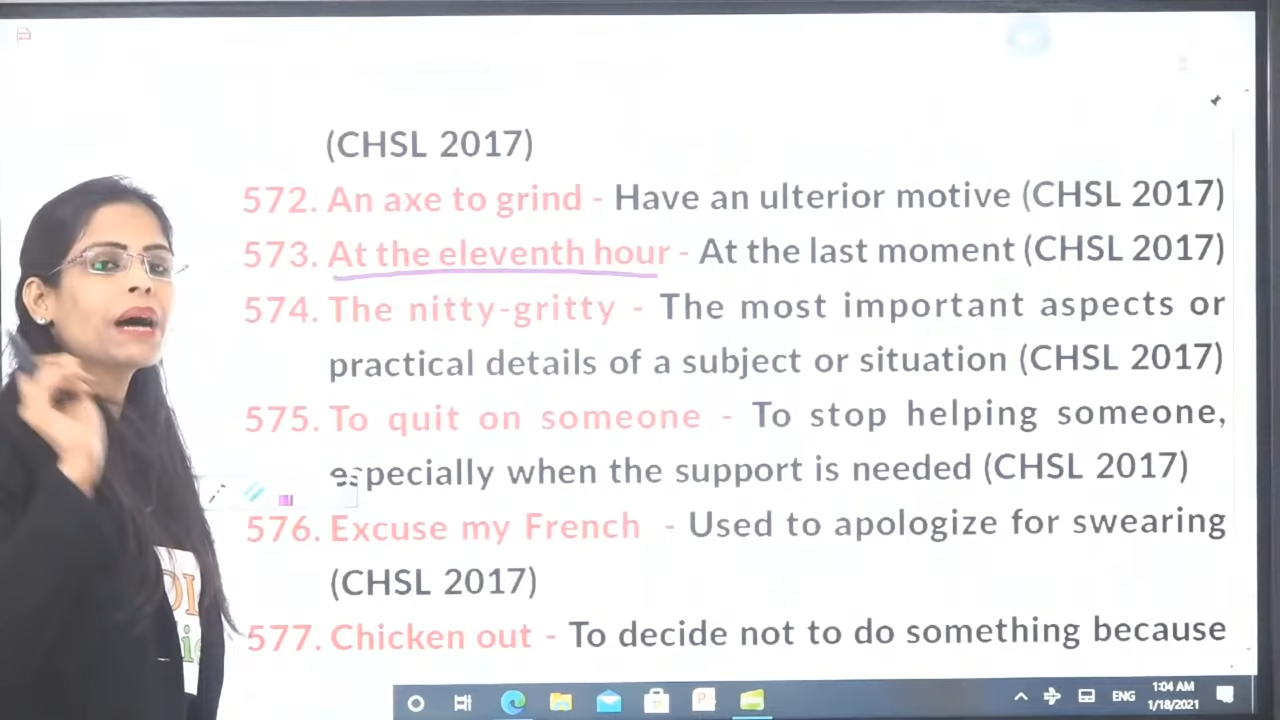 (CHSL 2017)
572. An axe to grind - Have an ulterior motive (CHSL 2017)
573. At the eleventh hour - At the last moment (CHSL 2017)
574. The nitty-gritty - The most important aspects or
practical details of a subject or situation (CHSL 2017)
575. To quit on someone - To stop helping someone,
especially when the support is needed (CHSL 2017)
576. Excuse my French - Used to apologize for swearing
(CHSL 2017)
577. Chicken out - To decide not to do something because
ENG
1:04 AM
1/18/2021